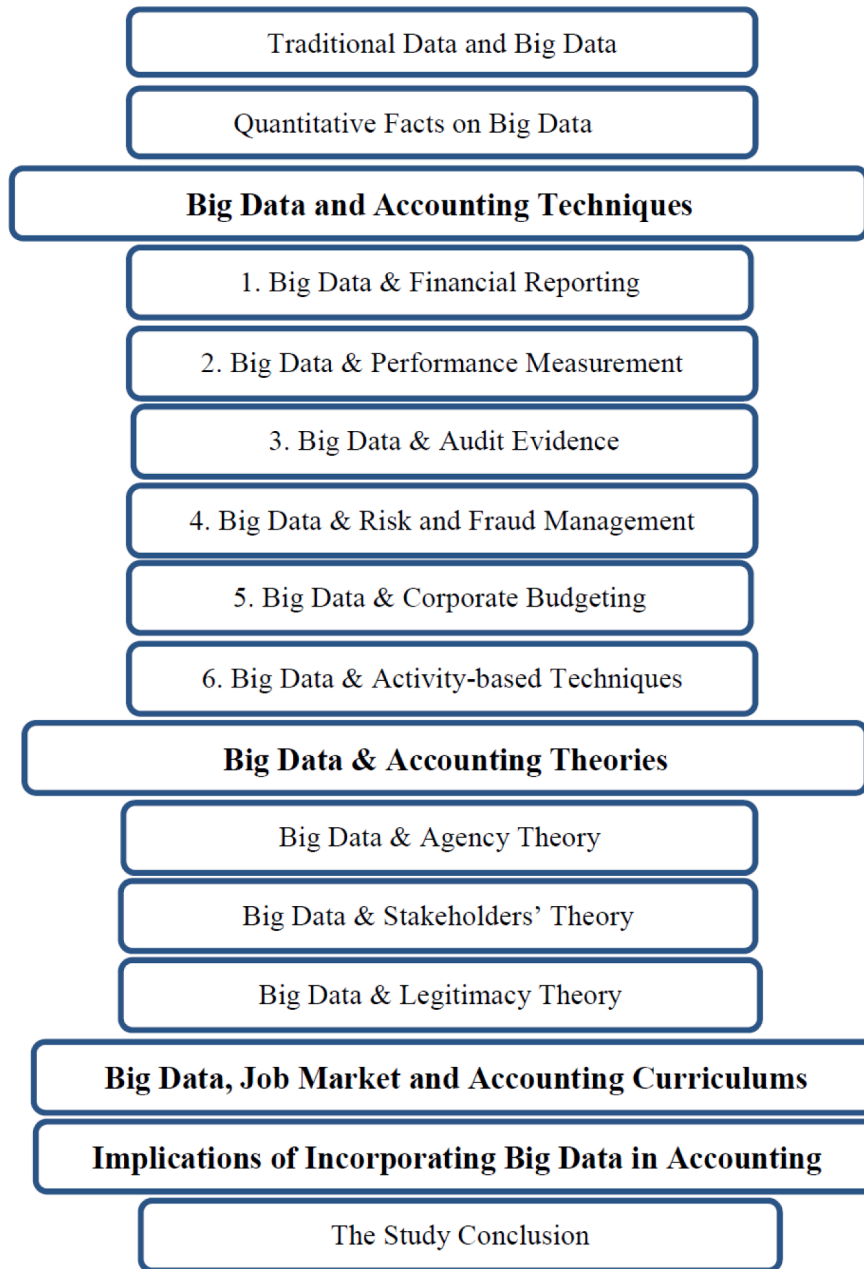 Traditional Data and Big Data
Quantitative Facts on Big Data
Big Data and Accounting Techniques
1. Big Data & Financial Reporting
2. Big Data & Performance Measurement
3. Big Data & Audit Evidence
4. Big Data & Risk and Fraud Management
5. Big Data & Corporate Budgeting
6. Big Data & Activity-based Techniques
Big Data & Accounting Theories
Big Data & Agency Theory
Big Data & Stakeholders’ Theory
Big Data & Legitimacy Theory
Big Data, Job Market and Accounting Curriculums
Implications of Incorporating Big Data in Accounting
The Study Conclusion